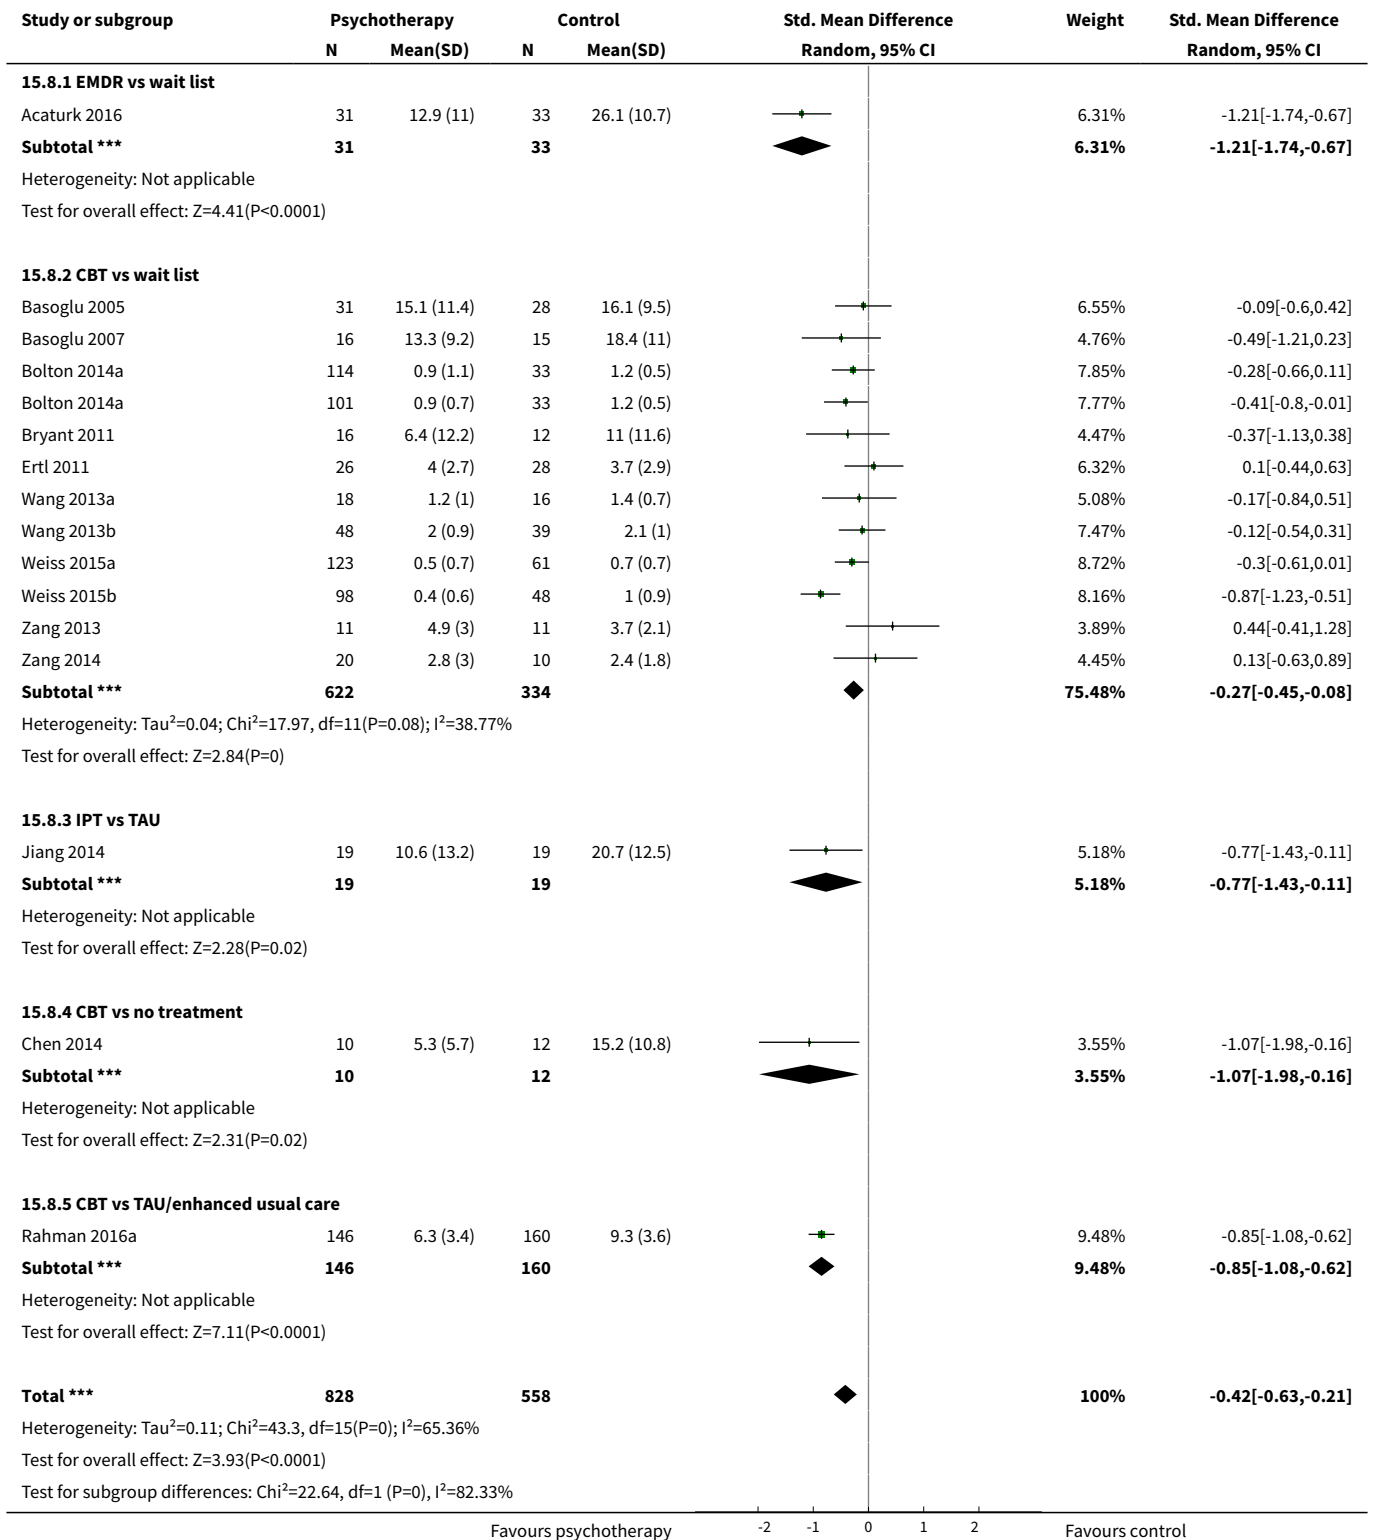 Study or subgroup Psychotherapy Control Std. Mean Difference Weight Std. Mean Difference
N Mean(SD) N Mean(SD) Random, 95% CI Random, 95% CI
15.8.1 EMDR vs wait list
Acaturk 2016 31 12.9 (11) 33 26.1 (10.7) 6.31% -1.21[-1.74,-0.67]
Subtotal *** 31 33 6.31% -1.21[-1.74,-0.67]
Heterogeneity: Not applicable
Test for overall effect: Z=4.41(P<0.0001)
15.8.2 CBT vs wait list
Basoglu 2005 31 15.1 (11.4) 28 16.1 (9.5) 6.55% -0.09[-0.6,0.42]
Basoglu 2007 16 13.3 (9.2) 15 18.4 (11) 4.76% -0.49[-1.21,0.23]
Bolton 2014a 114 0.9 (1.1) 33 1.2 (0.5) 7.85% -0.28[-0.66,0.11]
Bolton 2014a 101 0.9 (0.7) 33 1.2 (0.5) 7.77% -0.41[-0.8,-0.01]
Bryant 2011 16 6.4 (12.2) 12 11 (11.6) 4.47% -0.37[-1.13,0.38]
Ertl 2011 26 4 (2.7) 28 3.7 (2.9) 6.32% 0.1[-0.44,0.63]
Wang 2013a 18 1.2 (1) 16 1.4 (0.7) 5.08% -0.17[-0.84,0.51]
Wang 2013b 48 2 (0.9) 39 2.1 (1) 7.47% -0.12[-0.54,0.31]
Weiss 2015a 123 0.5 (0.7) 61 0.7 (0.7) 8.72% -0.3[-0.61,0.01]
Weiss 2015b 98 0.4 (0.6) 48 1 (0.9) 8.16% -0.87[-1.23,-0.51]
Zang 2013 11 4.9 (3) 11 3.7 (2.1) 3.89% 0.44[-0.41,1.28]
Zang 2014 20 2.8 (3) 10 2.4 (1.8) 4.45% 0.13[-0.63,0.89]
Subtotal *** 622 334 75.48% -0.27[-0.45,-0.08]
Heterogeneity: Tau²=0.04; Chi²=17.97, df=11(P=0.08); I²=38.77%
Test for overall effect: Z=2.84(P=0)
15.8.3 IPT vs TAU
Jiang 2014 19 10.6 (13.2) 19 20.7 (12.5) 5.18% -0.77[-1.43,-0.11]
Subtotal *** 19 19 5.18% -0.77[-1.43,-0.11]
Heterogeneity: Not applicable
Test for overall effect: Z=2.28(P=0.02)
15.8.4 CBT vs no treatment
Chen 2014 10 5.3 (5.7) 12 15.2 (10.8) 3.55% -1.07[-1.98,-0.16]
Subtotal *** 10 12 3.55% -1.07[-1.98,-0.16]
Heterogeneity: Not applicable
Test for overall effect: Z=2.31(P=0.02)
15.8.5 CBT vs TAU/enhanced usual care
Rahman 2016a 146 6.3 (3.4) 160 9.3 (3.6) 9.48% -0.85[-1.08,-0.62]
Subtotal *** 146 160 9.48% -0.85[-1.08,-0.62]
Heterogeneity: Not applicable
Test for overall effect: Z=7.11(P<0.0001)
Total *** 828 558 100% -0.42[-0.63,-0.21]
Heterogeneity: Tau²=0.11; Chi²=43.3, df=15(P=0); I²=65.36%
Test for overall effect: Z=3.93(P<0.0001)
Test for subgroup differences: Chi²=22.64, df=1 (P=0), I²=82.33%
Favours psychotherapy -2 -1 0 1 2 Favours control